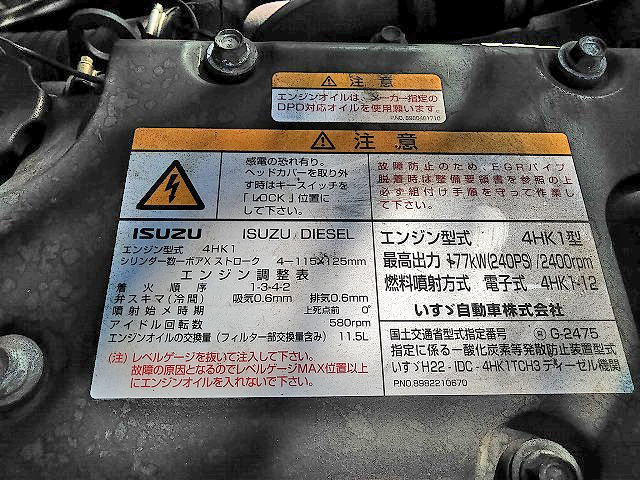 ⚠ 注意
エンジンオイルは、メーカー指定の
DPD対応オイルを使用願います。
P.NO. 8980401710
⚠ 注意
感電の恐れ有り。
ヘッドカバーを取り外
す時はキースイッチを
「LOCK」位置に
して下さい。
故障防止のため、EGRパイプ
脱着時は整備要領書を参照の上
必ず組付け手順を守って作業し
て下さい。
ISUZU ISUZU DIESEL
エンジン型式 4HK1
シリンダ数ーボアX ストローク 4-115×125mm
エンジン調整表
着火順序 1-3-4-2
弁スキマ(冷間) 吸気0.6mm 排気0.6mm
噴射始メ時期 上死点前 0°
アイドル回転数 580rpm
エンジンオイルの交換量(フィルター部交換量含み) 11.5L
(注)レベルゲージを抜いて注入して下さい。
故障の原因となるのでレベルゲージMAX位置以上
にエンジンオイルを入れないで下さい。
エンジン型式 4HK1型
最高出力 177kW(240PS)/2400rpm
燃料噴射方式 電子式 4HK1-12
いすゞ自動車株式会社
国土交通省型式指定番号 G-2475
指定に係る一酸化炭素等発散防止装置型式
いすゞH22-IDC-4HK1TCH3 ディーゼル機関
P.NO.8982210670